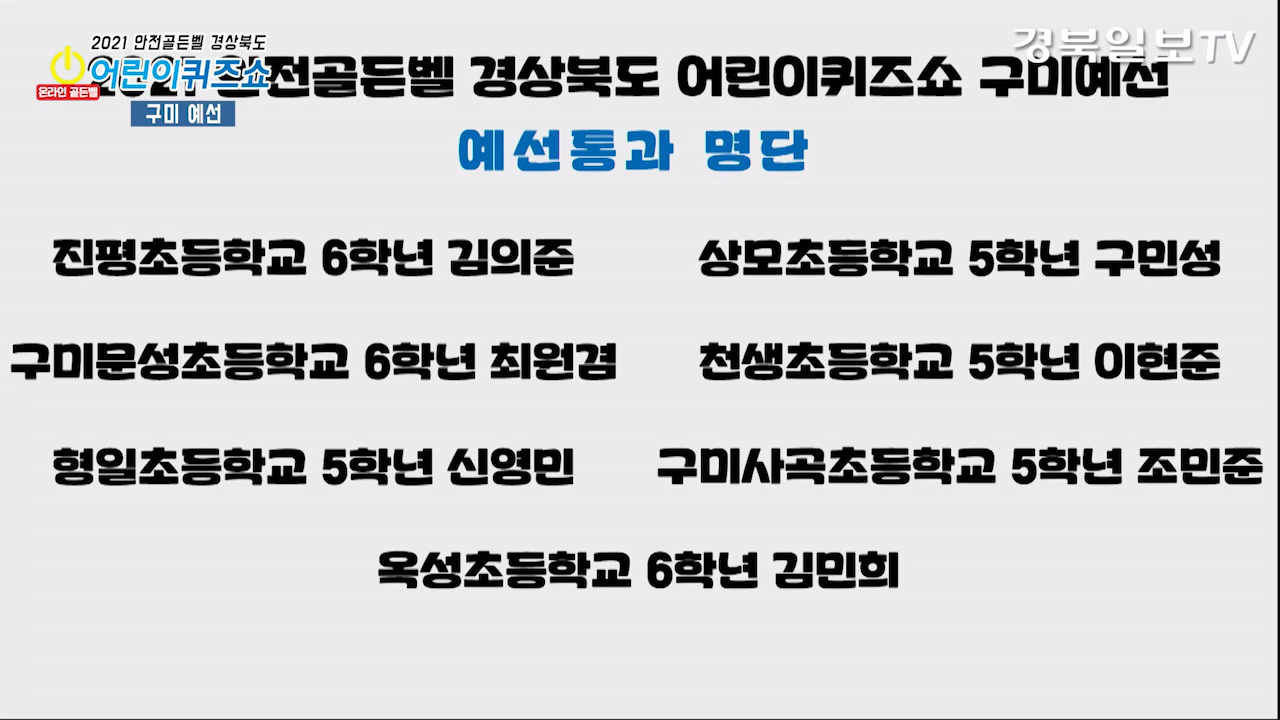 2021 안전골든벨 경상북도
어린이퀴즈쇼
온라인 골든벨
구미 예선
경북일보TV
전골든벨 경상북도 어린이퀴즈쇼 구미예선
예선통과 명단
진평초등학교 6학년 김의준
상모초등학교 5학년 구민성
구미문성초등학교 6학년 최원겸
천생초등학교 5학년 이현준
형일초등학교 5학년 신영민
구미사곡초등학교 5학년 조민준
옥성초등학교 6학년 김민희